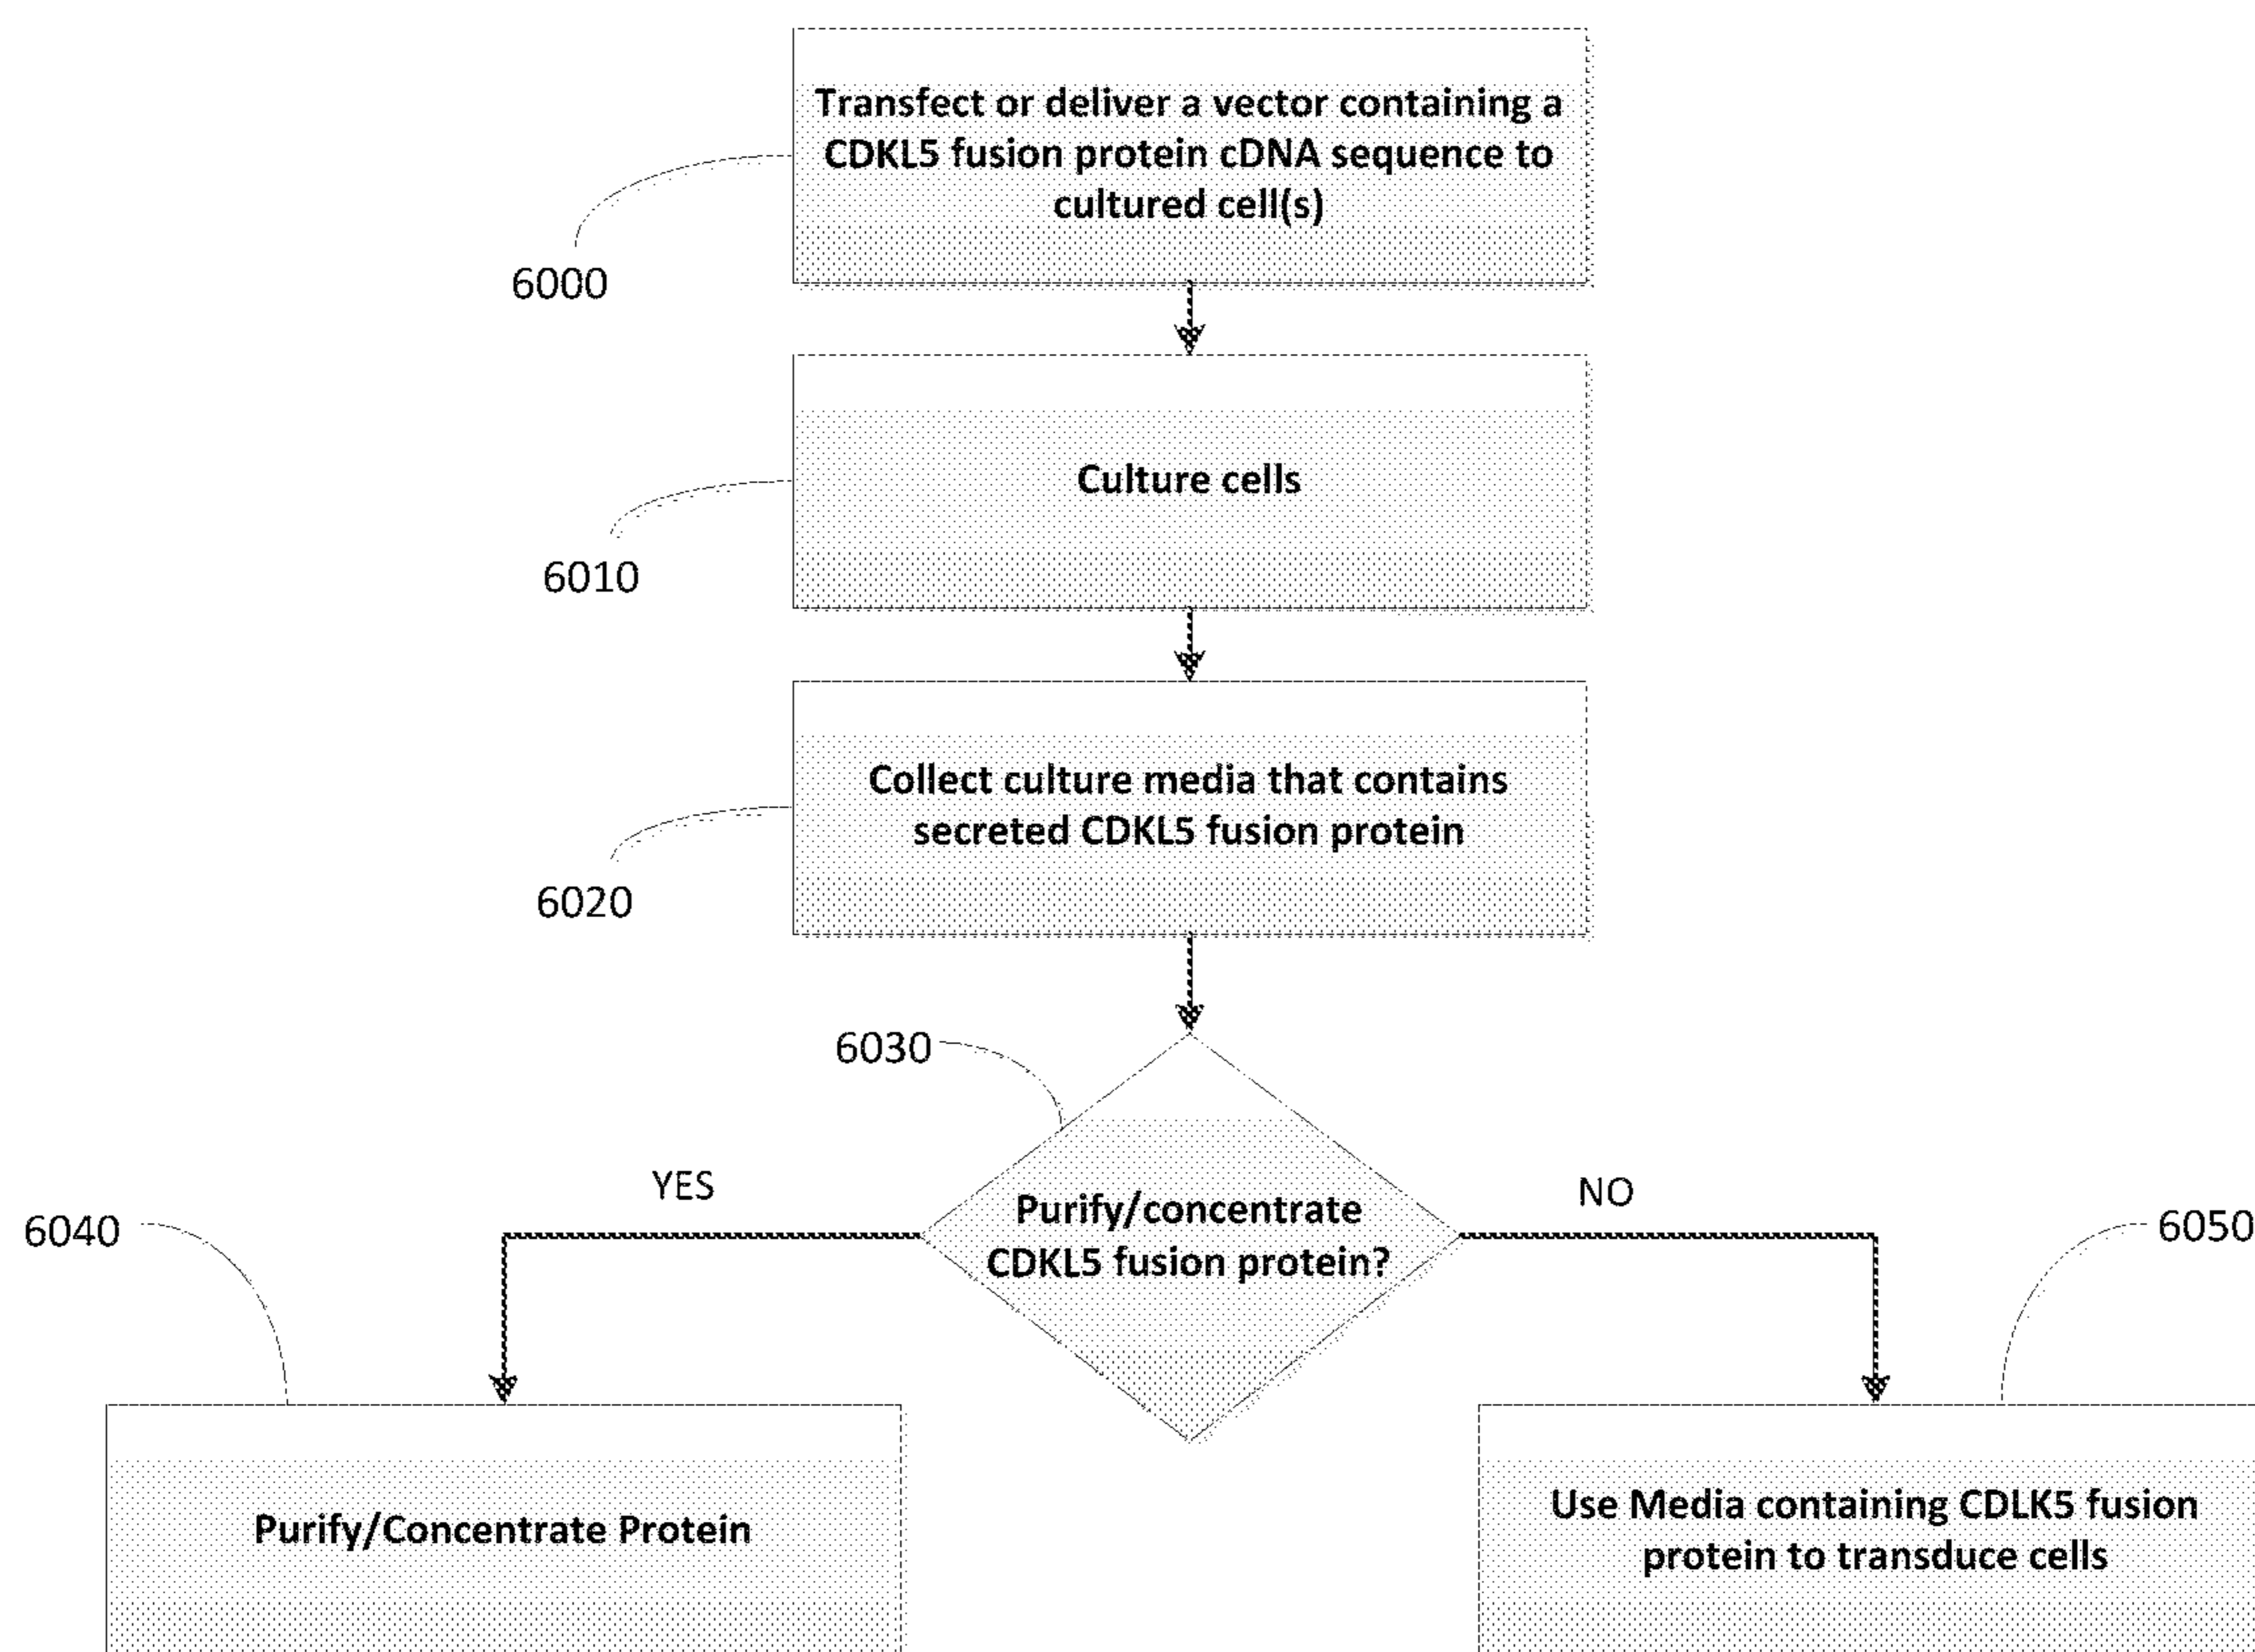 Transfect or deliver a vector containing a
CDKL5 fusion protein cDNA sequence to
cultured cell(s)
6000
Culture cells
6010
Collect culture media that contains
secreted CDKL5 fusion protein
6020
6030
YES
NO
Purify/concentrate
CDKL5 fusion protein?
6040
6050
Purify/Concentrate Protein
Use Media containing CDLK5 fusion
protein to transduce cells